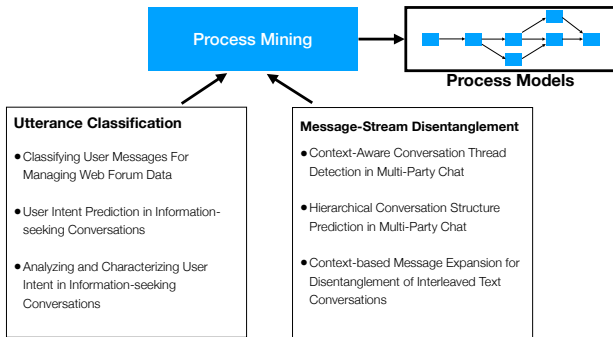 Process Mining
Process Models
Utterance Classification
●Classifying User Messages For
Managing Web Forum Data
●User Intent Prediction in Information-
seeking Conversations
●Analyzing and Characterizing User
Intent in Information-seeking
Conversations
Message-Stream Disentanglement
●Context-Aware Conversation Thread
Detection in Multi-Party Chat
●Hierarchical Conversation Structure
Prediction in Multi-Party Chat
●Context-based Message Expansion for
Disentanglement of Interleaved Text
Conversations